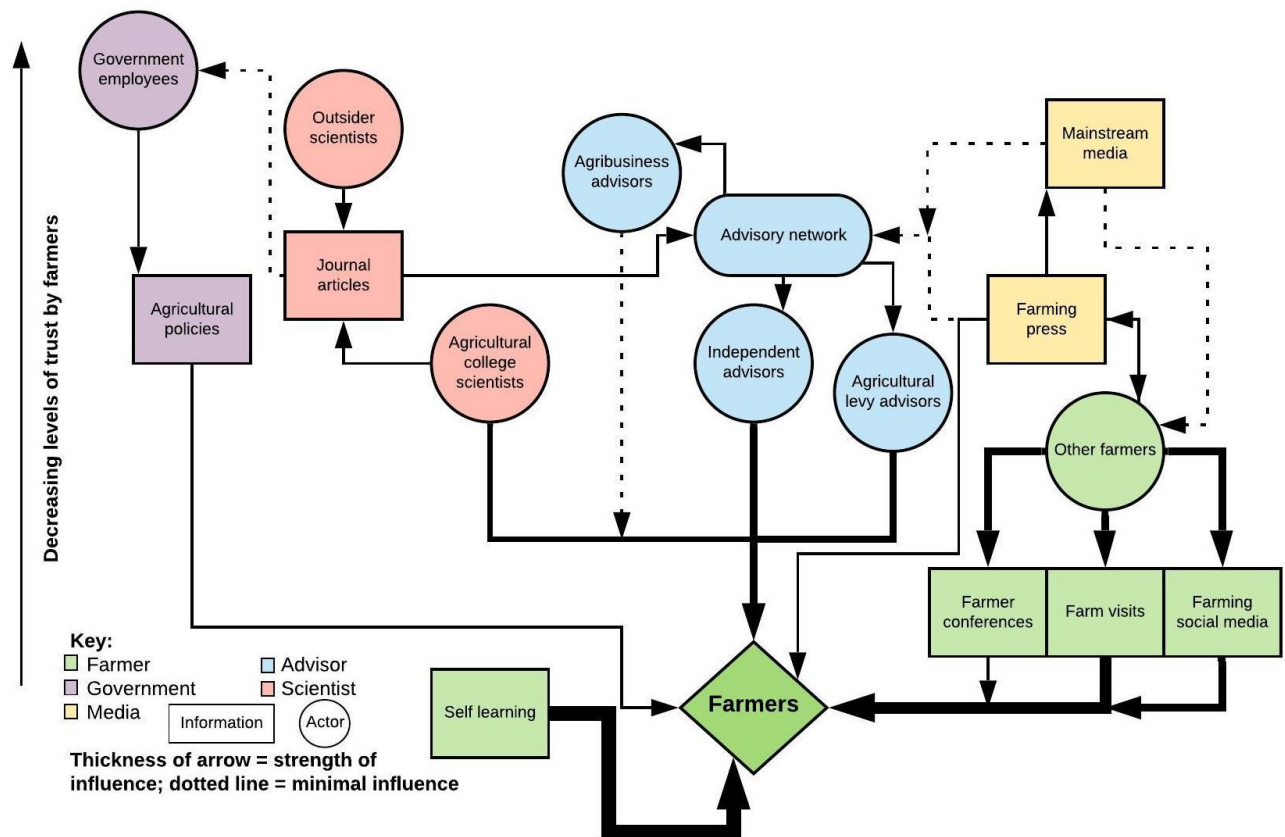 Decreasing levels of trust by farmers
Government
employees
Outsider
scientists
Agribusiness
advisors
Mainstream
media
Advisory network
Journal
articles
Agricultural
policies
Agricultural
college
scientists
Independent
advisors
Agricultural
levy advisors
Farming
press
Other farmers
Farmer
conferences
Farm visits
Farming
social media
Self learning
Farmers
Key:
Farmer
Advisor
Government
Scientist
Media
Information
Actor
Thickness of arrow = strength of
influence; dotted line = minimal influence